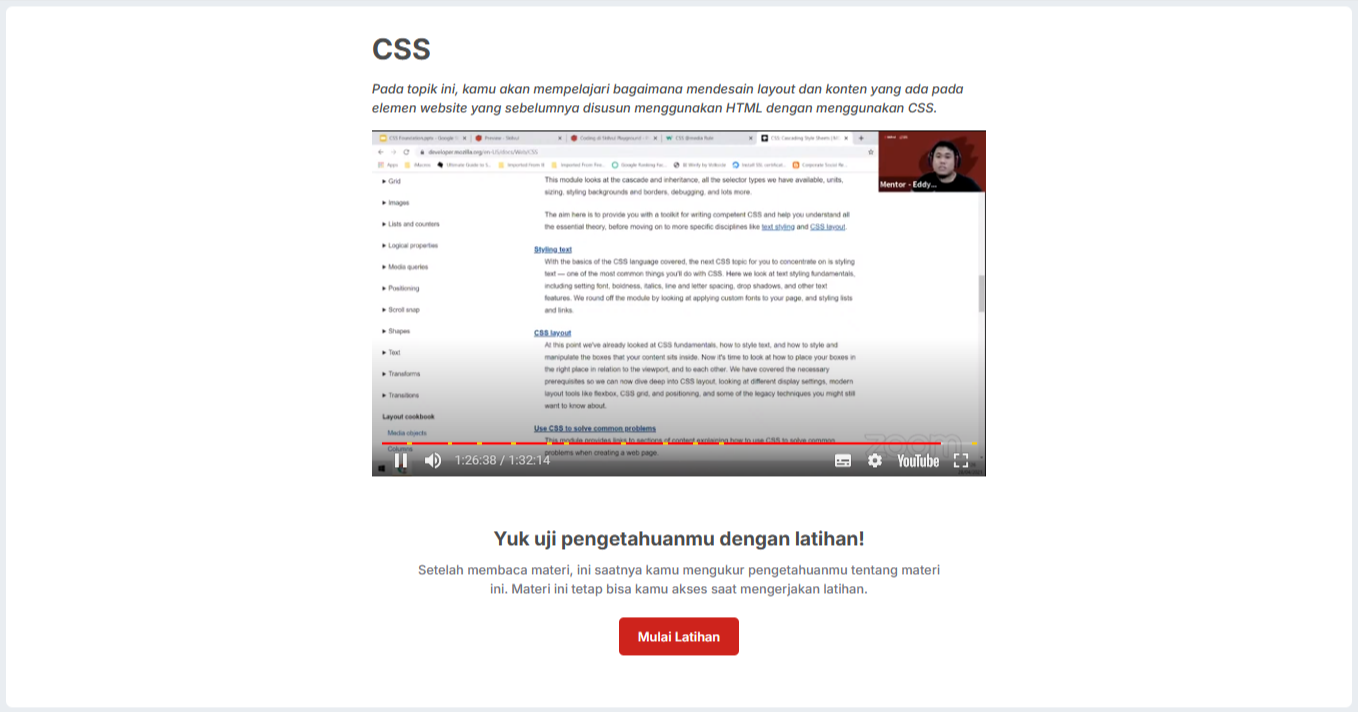 CSS
Pada topik ini, kamu akan mempelajari bagaimana mendesain layout dan konten yang ada pada
elemen website yang sebelumnya disusun menggunakan HTML dengan menggunakan CSS.
Mentor - Eddy...
developer.mozilla.org/en-US/docs/Web/CSS
Apps
Grid
Images
Lists and counters
Logical properties
Media queries
Positioning
Scroll snap
Shapes
Text
Transforms
Transitions
Layout cookbook
Media objects
Columns
This module looks at the cascade and inheritance, all the selector types we have available, units,
sizing, styling backgrounds and borders, debugging, and lots more.
The aim here is to provide you with a toolkit for writing competent CSS and help you understand all
the essential theory, before moving on to more specific disciplines like text styling and CSS layout.
Styling text
With the basics of the CSS language covered, the next CSS topic for you to concentrate on is styling
text — one of the most common things you'll do with CSS. Here we look at text styling fundamentals,
including setting font, boldness, italics, line and letter spacing, drop shadows, and other text
features. We round off the module by looking at applying custom fonts to your page, and styling lists
and links.
CSS layout
At this point we've already looked at CSS fundamentals, how to style text, and how to style and
manipulate the boxes that your content sits inside. Now it's time to look at how to place your boxes in
the right place in relation to the viewport, and to each other. We have covered the necessary
prerequisites so we can now dive deep into CSS layout, looking at different display settings, modern
layout tools like flexbox, CSS grid, and positioning, and some of the legacy techniques you might still
want to know about.
Use CSS to solve common problems
This module provides links to sections of content explaining how to use CSS to solve common
problems when creating a web page.
zoom
1:26:38 / 1:32:14
YouTube
Yuk uji pengetahuanmu dengan latihan!
Setelah membaca materi, ini saatnya kamu mengukur pengetahuanmu tentang materi
ini. Materi ini tetap bisa kamu akses saat mengerjakan latihan.
Mulai Latihan